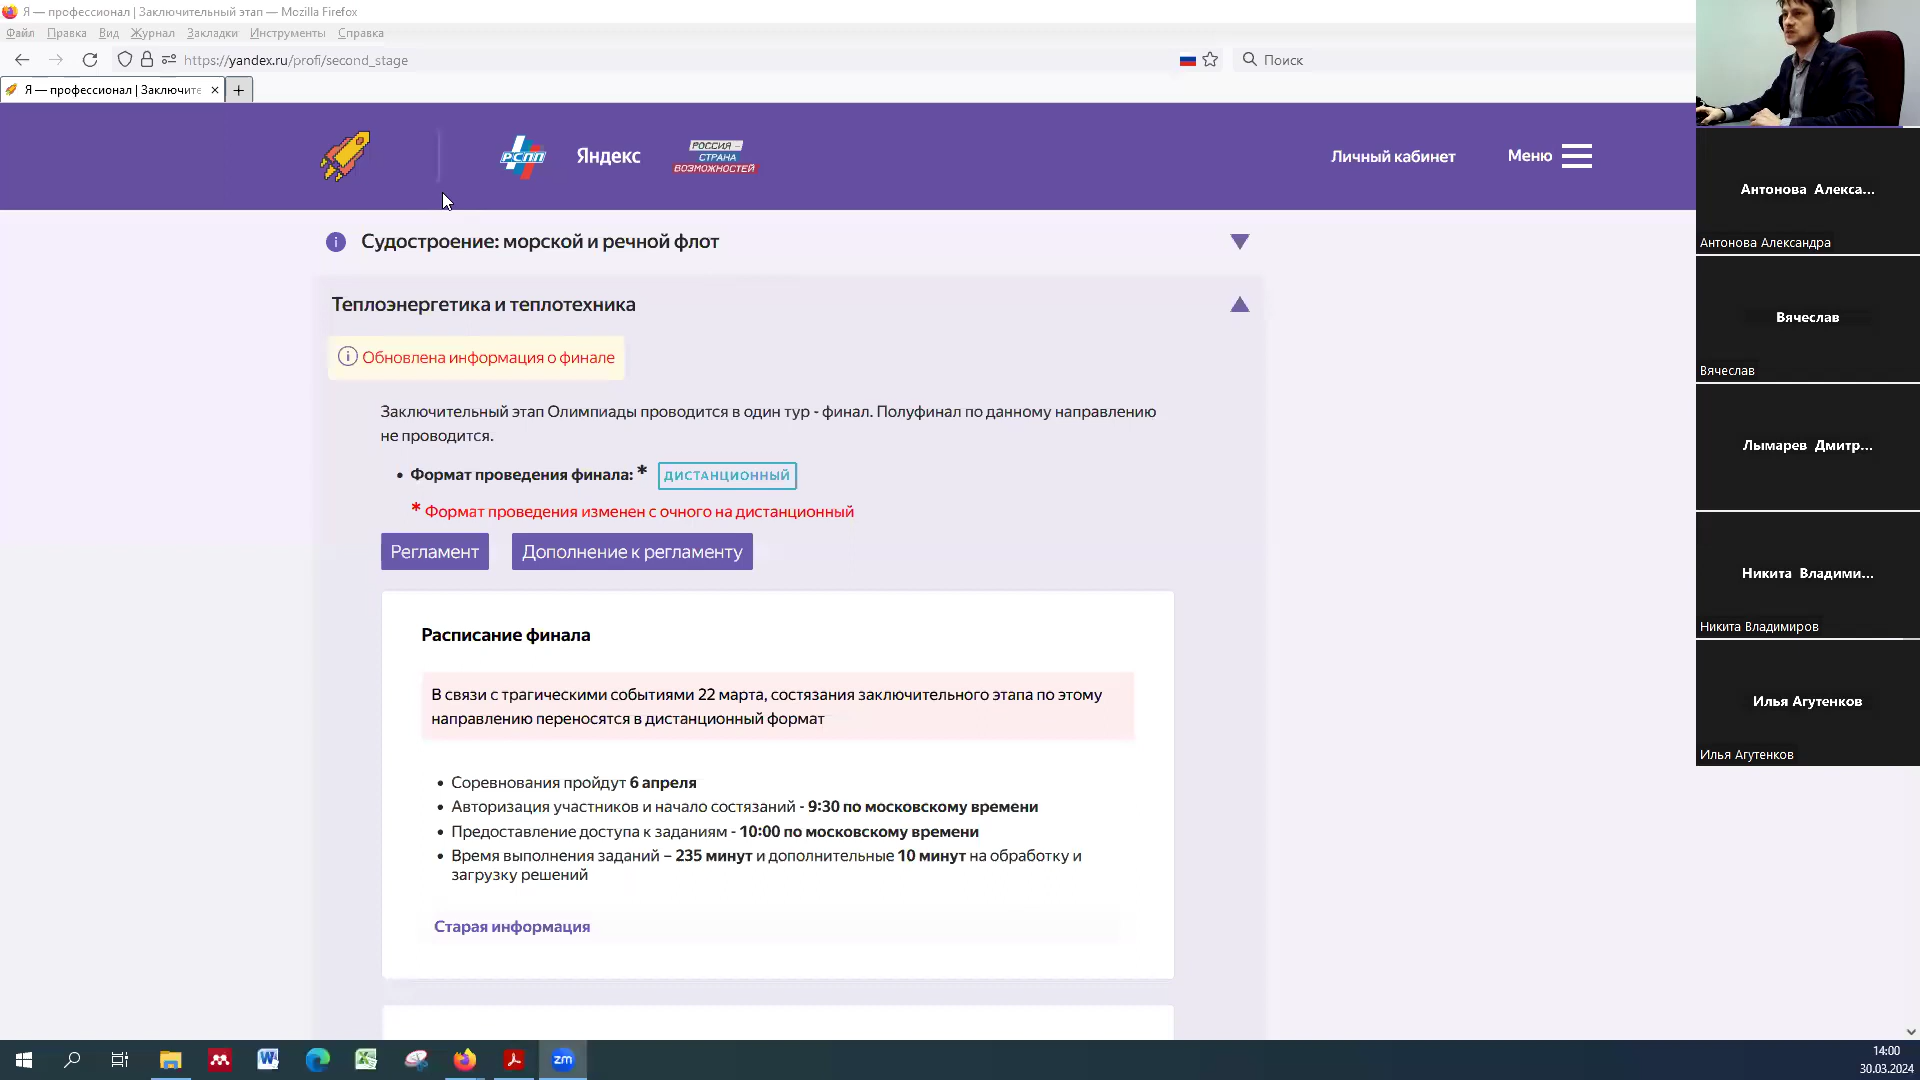 Я — профессионал | Заключительный этап — Mozilla Firefox
Файл Правка Вид Журнал Закладки Инструменты Справка
https://yandex.ru/profi/second_stage
Поиск
Я — профессионал | Заключите
РСПП
Яндекс
РОССИЯ –
СТРАНА
ВОЗМОЖНОСТЕЙ
Личный кабинет
Меню
Судостроение: морской и речной флот
Теплоэнергетика и теплотехника
Обновлена информация о финале
Заключительный этап Олимпиады проводится в один тур - финал. Полуфинал по данному направлению
не проводится.
• Формат проведения финала: * ДИСТАНЦИОННЫЙ
* Формат проведения изменен с очного на дистанционный
Регламент
Дополнение к регламенту
Расписание финала
В связи с трагическими событиями 22 марта, состязания заключительного этапа по этому
направлению переносятся в дистанционный формат
• Соревнования пройдут 6 апреля
• Авторизация участников и начало состязаний - 9:30 по московскому времени
• Предоставление доступа к заданиям - 10:00 по московскому времени
• Время выполнения заданий – 235 минут и дополнительные 10 минут на обработку и
загрузку решений
Старая информация
Антонова Алекса...
Антонова Александра
Вячеслав
Вячеслав
Лымарев Дмитр...
Никита Владими...
Никита Владимиров
Илья Агутенков
Илья Агутенков
zm
14:00
30.03.2024